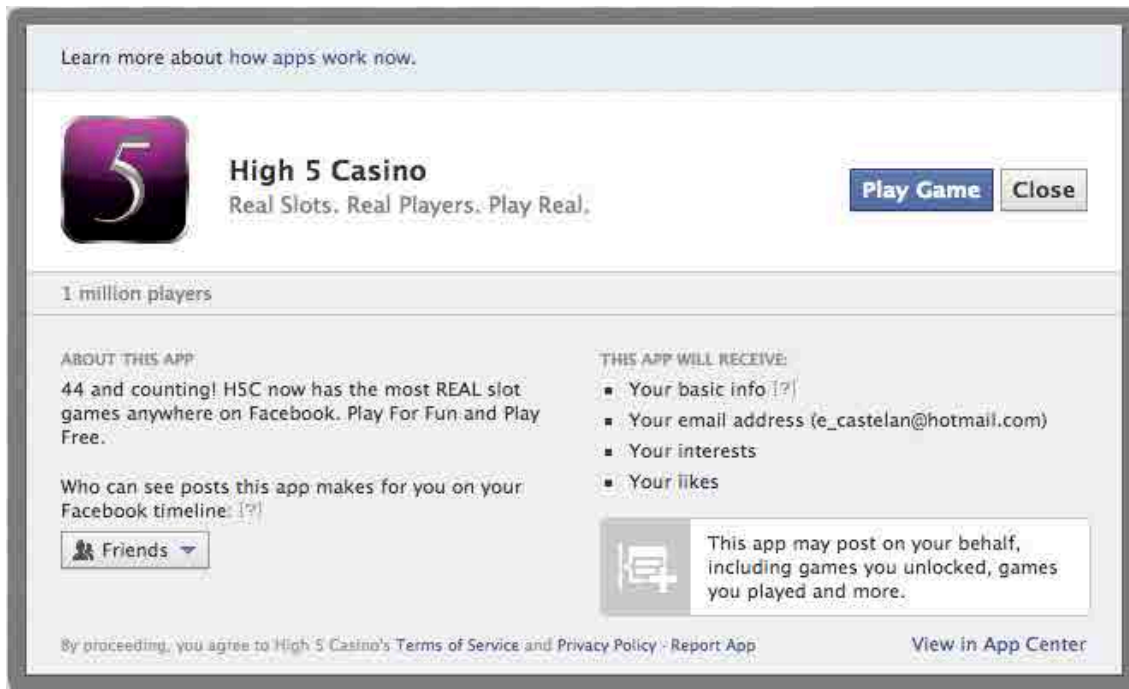 Learn more about how apps work now.
5
High 5 Casino
Real Slots. Real Players. Play Real.
Play Game
Close
1 million players
ABOUT THIS APP
44 and counting! H5C now has the most REAL slot
games anywhere on Facebook. Play For Fun and Play
Free.
Who can see posts this app makes for you on your
Facebook timeline: [?]
Friends
THIS APP WILL RECEIVE:
Your basic info [?]
Your email address (e_castelan@hotmail.com)
Your interests
Your likes
This app may post on your behalf,
including games you unlocked, games
you played and more.
By proceeding, you agree to High 5 Casino's Terms of Service and Privacy Policy · Report App
View in App Center